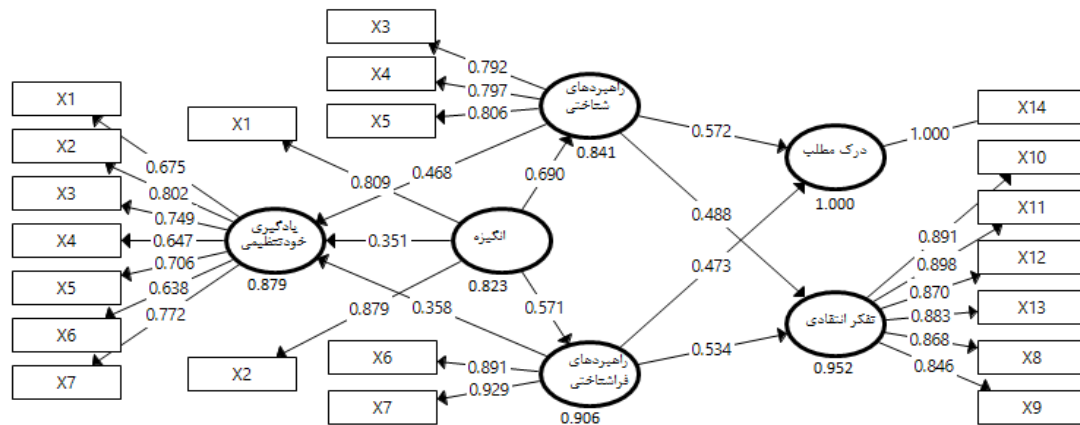 X1
X2
X3
X4
X5
X6
X7
0.675
0.802
0.749
0.647
0.706
0.638
0.772
یادگیری
خودتنظیمی
0.879
X1
X2
0.809
0.879
0.468
0.351
0.358
انگیزه
0.823
0.690
0.571
X3
X4
X5
0.792
0.797
0.806
راهبردهای
شناختی
0.841
X6
X7
0.891
0.929
راهبردهای
فراشناختی
0.906
0.572
0.488
0.473
0.534
درک مطلب
1.000
1.000
X14
تفکر انتقادی
0.952
0.891
0.898
0.870
0.883
0.868
0.846
X10
X11
X12
X13
X8
X9